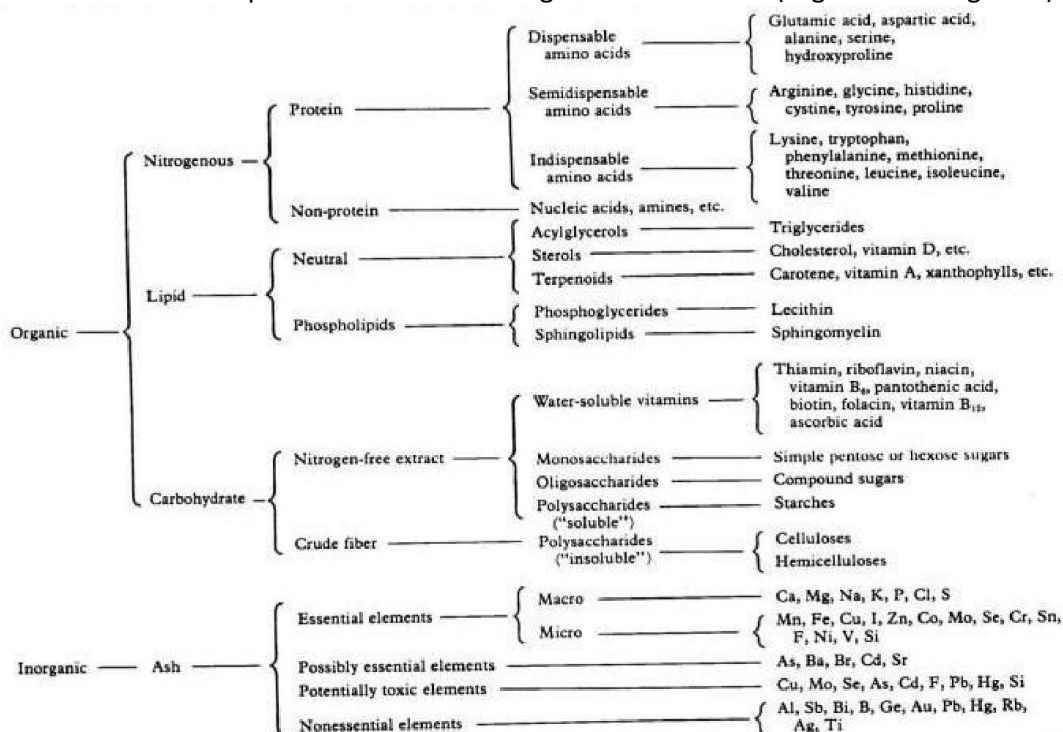 Dispensable
amino acids
Glutamic acid, aspartic acid,
alanine, serine,
hydroxyproline
Protein
Semidispensable
amino acids
Arginine, glycine, histidine,
cystine, tyrosine, proline
Nitrogenous
Indispensable
amino acids
Lysine, tryptophan,
phenylalanine, methionine,
threonine, leucine, isoleucine,
valine
Non-protein
Nucleic acids, amines, etc.
Neutral
Acylglycerols
Triglycerides
Sterols
Cholesterol, vitamin D, etc.
Terpenoids
Carotene, vitamin A, xanthophylls, etc.
Lipid
Phospholipids
Phosphoglycerides
Lecithin
Sphingolipids
Sphingomyelin
Organic
Water-soluble vitamins
Thiamin, riboflavin, niacin,
vitamin B₆, pantothenic acid,
biotin, folacin, vitamin B₁₂,
ascorbic acid
Nitrogen-free extract
Monosaccharides
Simple pentose or hexose sugars
Oligosaccharides
Compound sugars
Carbohydrate
Polysaccharides
("soluble")
Starches
Crude fiber
Polysaccharides
("insoluble")
Celluloses
Hemicelluloses
Essential elements
Macro
Ca, Mg, Na, K, P, Cl, S
Micro
Mn, Fe, Cu, I, Zn, Co, Mo, Se, Cr, Sn,
F, Ni, V, Si
Inorganic
Ash
Possibly essential elements
As, Ba, Br, Cd, Sr
Potentially toxic elements
Cu, Mo, Se, As, Cd, F, Pb, Hg, Si
Nonessential elements
Al, Sb, Bi, B, Ge, Au, Pb, Hg, Rb,
Ag, Ti